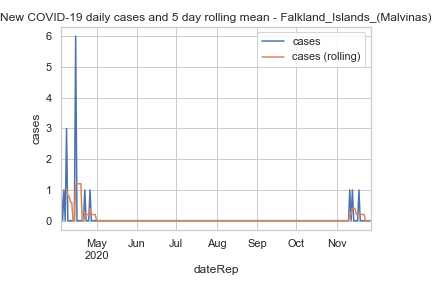 New COVID-19 daily cases and 5 day rolling mean - Falkland_Islands_(Malvinas)
cases
cases (rolling)
6
5
4
3
2
1
0
cases
May
2020
Jun
Jul
Aug
Sep
Oct
Nov
dateRep